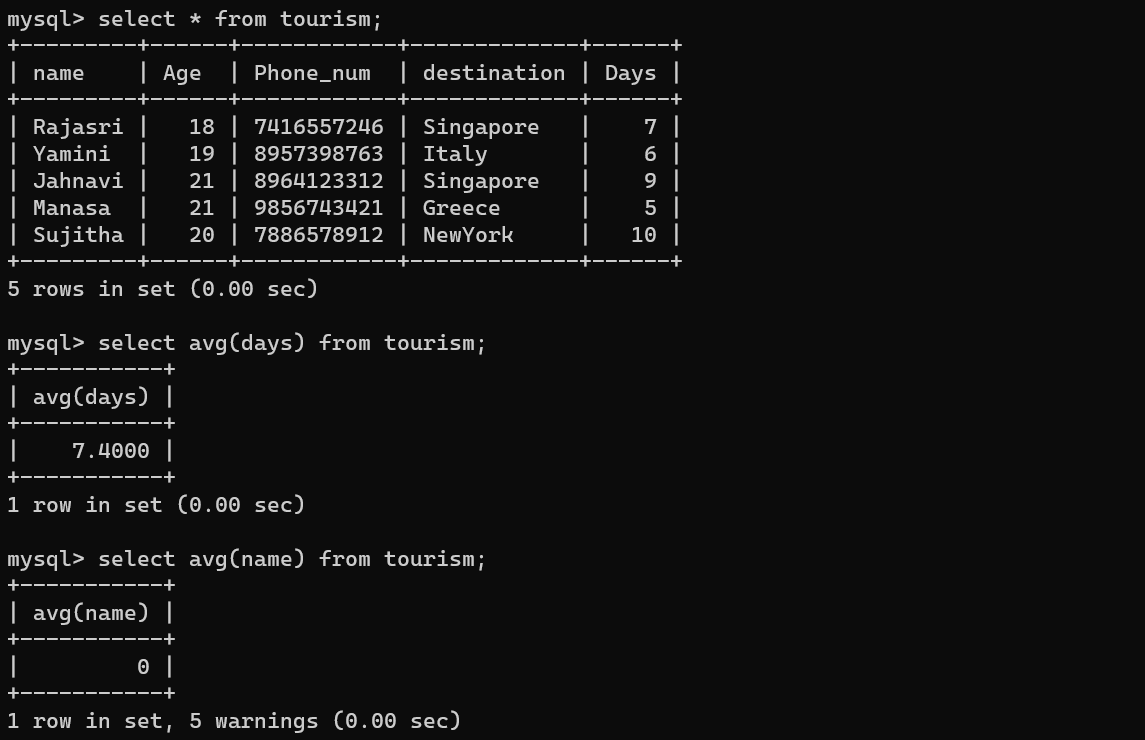 mysql> select * from tourism;
+---------+------+------------+-------------+------+
| name    | Age  | Phone_num  | destination | Days |
+---------+------+------------+-------------+------+
| Rajasri |   18 | 7416557246 | Singapore   |    7 |
| Yamini  |   19 | 8957398763 | Italy       |    6 |
| Jahnavi |   21 | 8964123312 | Singapore   |    9 |
| Manasa  |   21 | 9856743421 | Greece      |    5 |
| Sujitha |   20 | 7886578912 | NewYork     |   10 |
+---------+------+------------+-------------+------+
5 rows in set (0.00 sec)

mysql> select avg(days) from tourism;
+-----------+
| avg(days) |
+-----------+
|    7.4000 |
+-----------+
1 row in set (0.00 sec)

mysql> select avg(name) from tourism;
+-----------+
| avg(name) |
+-----------+
|         0 |
+-----------+
1 row in set, 5 warnings (0.00 sec)